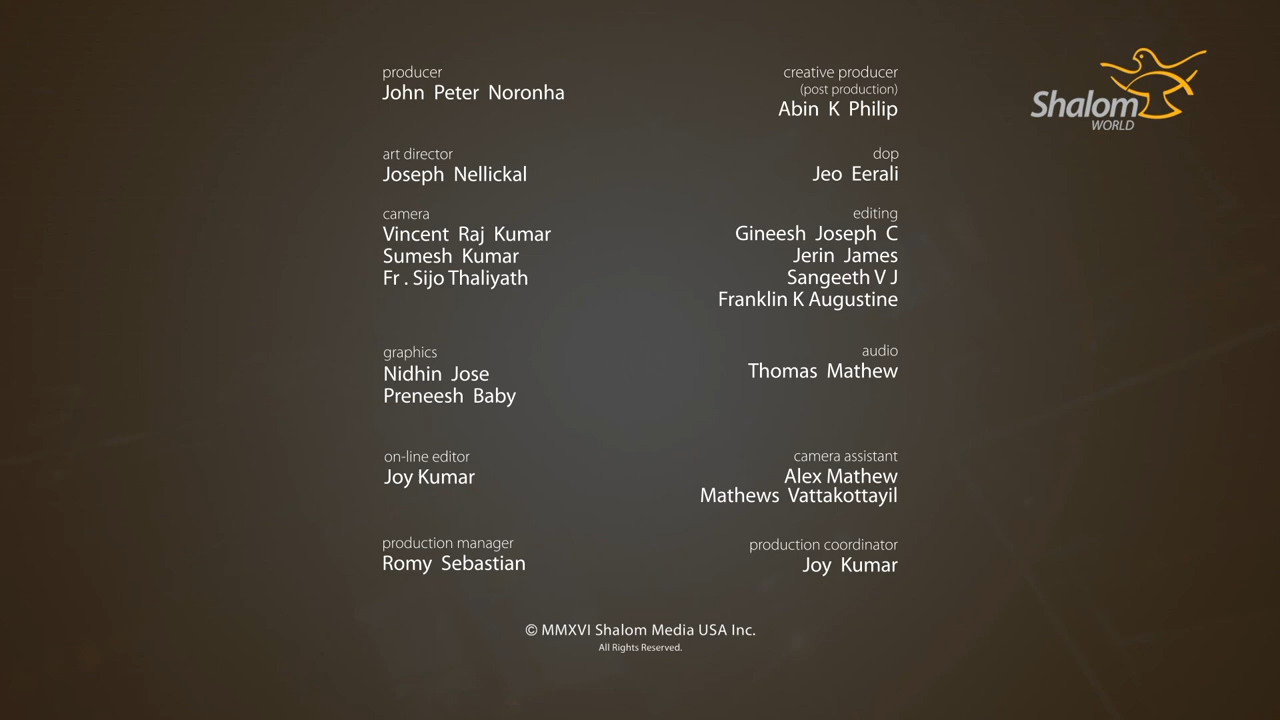 producer
John Peter Noronha
creative producer
(post production)
Abin K Philip
Shalom
WORLD
art director
Joseph Nellickal
dop
Jeo Eerali
camera
Vincent Raj Kumar
Sumesh Kumar
Fr . Sijo Thaliyath
editing
Gineesh Joseph C
Jerin James
Sangeeth V J
Franklin K Augustine
graphics
Nidhin Jose
Preneesh Baby
audio
Thomas Mathew
on-line editor
Joy Kumar
camera assistant
Alex Mathew
Mathews Vattakottayil
production manager
Romy Sebastian
production coordinator
Joy Kumar
© MMXVI Shalom Media USA Inc.
All Rights Reserved.